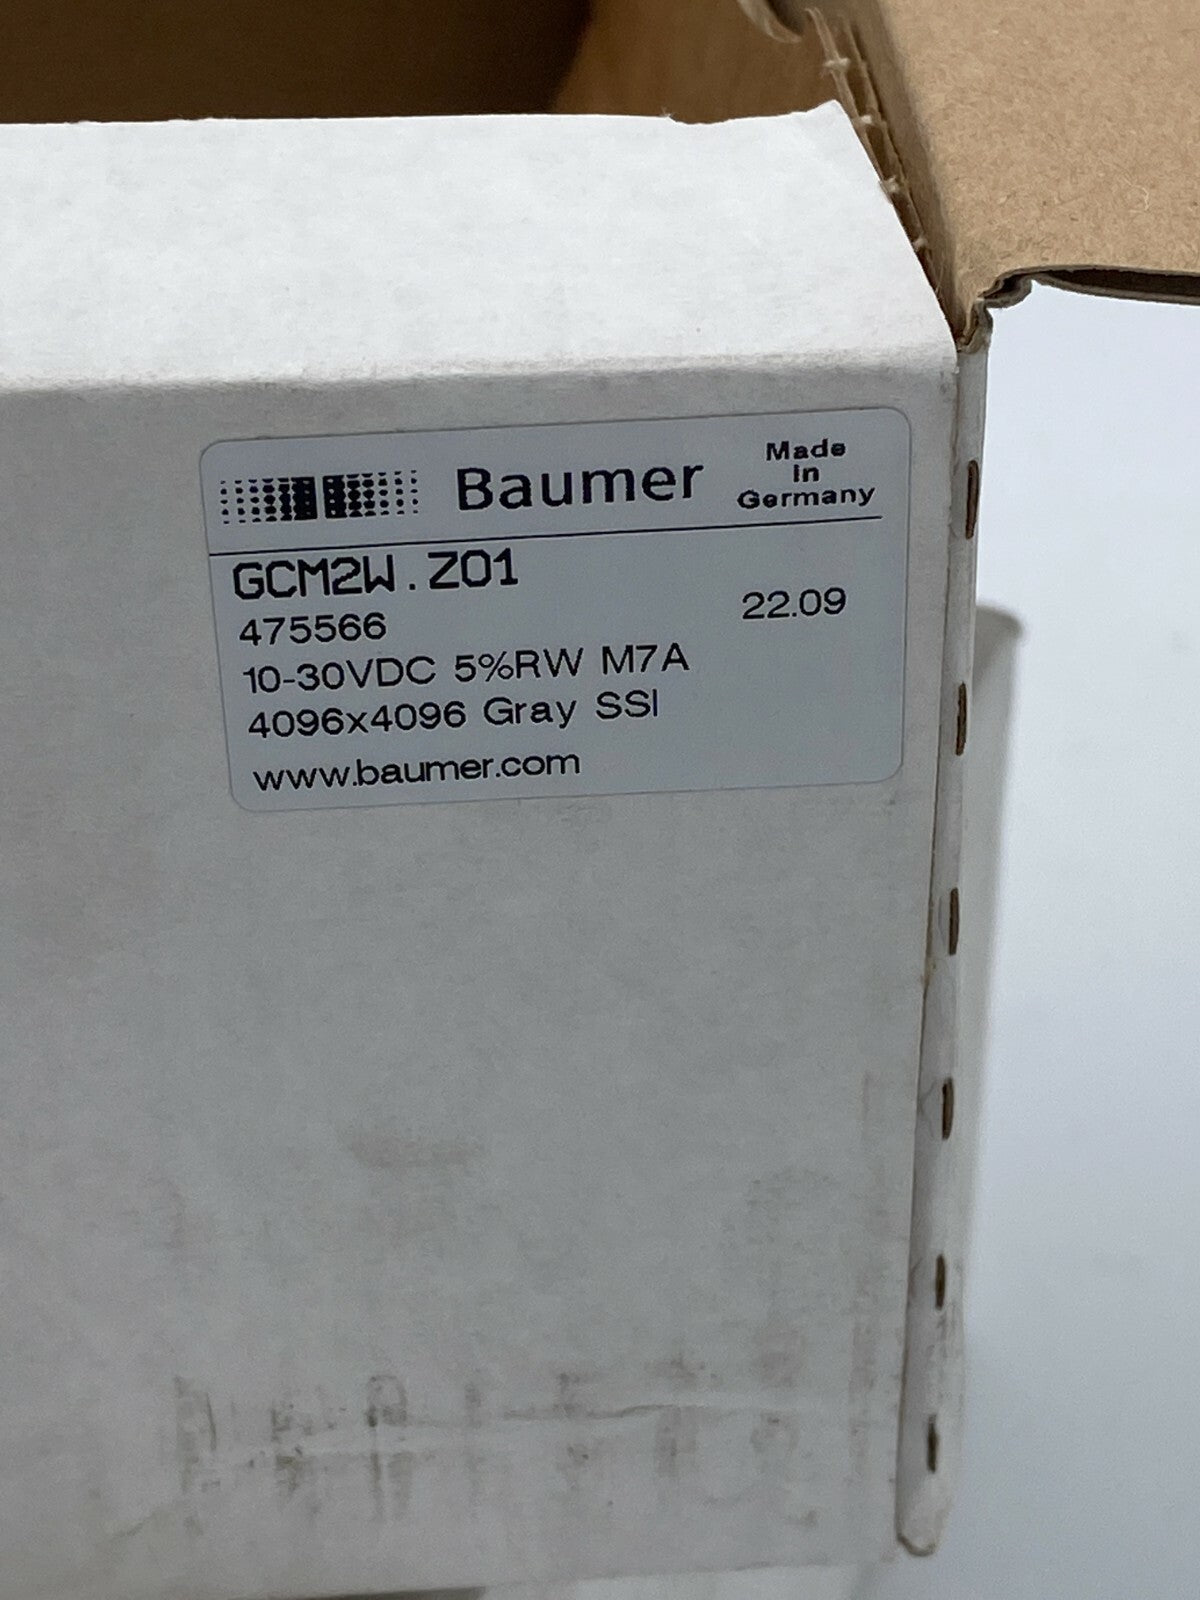 Baumer
Made
in
Germany
GCM2W.Z01
475566
22.09
10-30VDC 5%RW M7A
4096x4096 Gray SSI
www.baumer.com